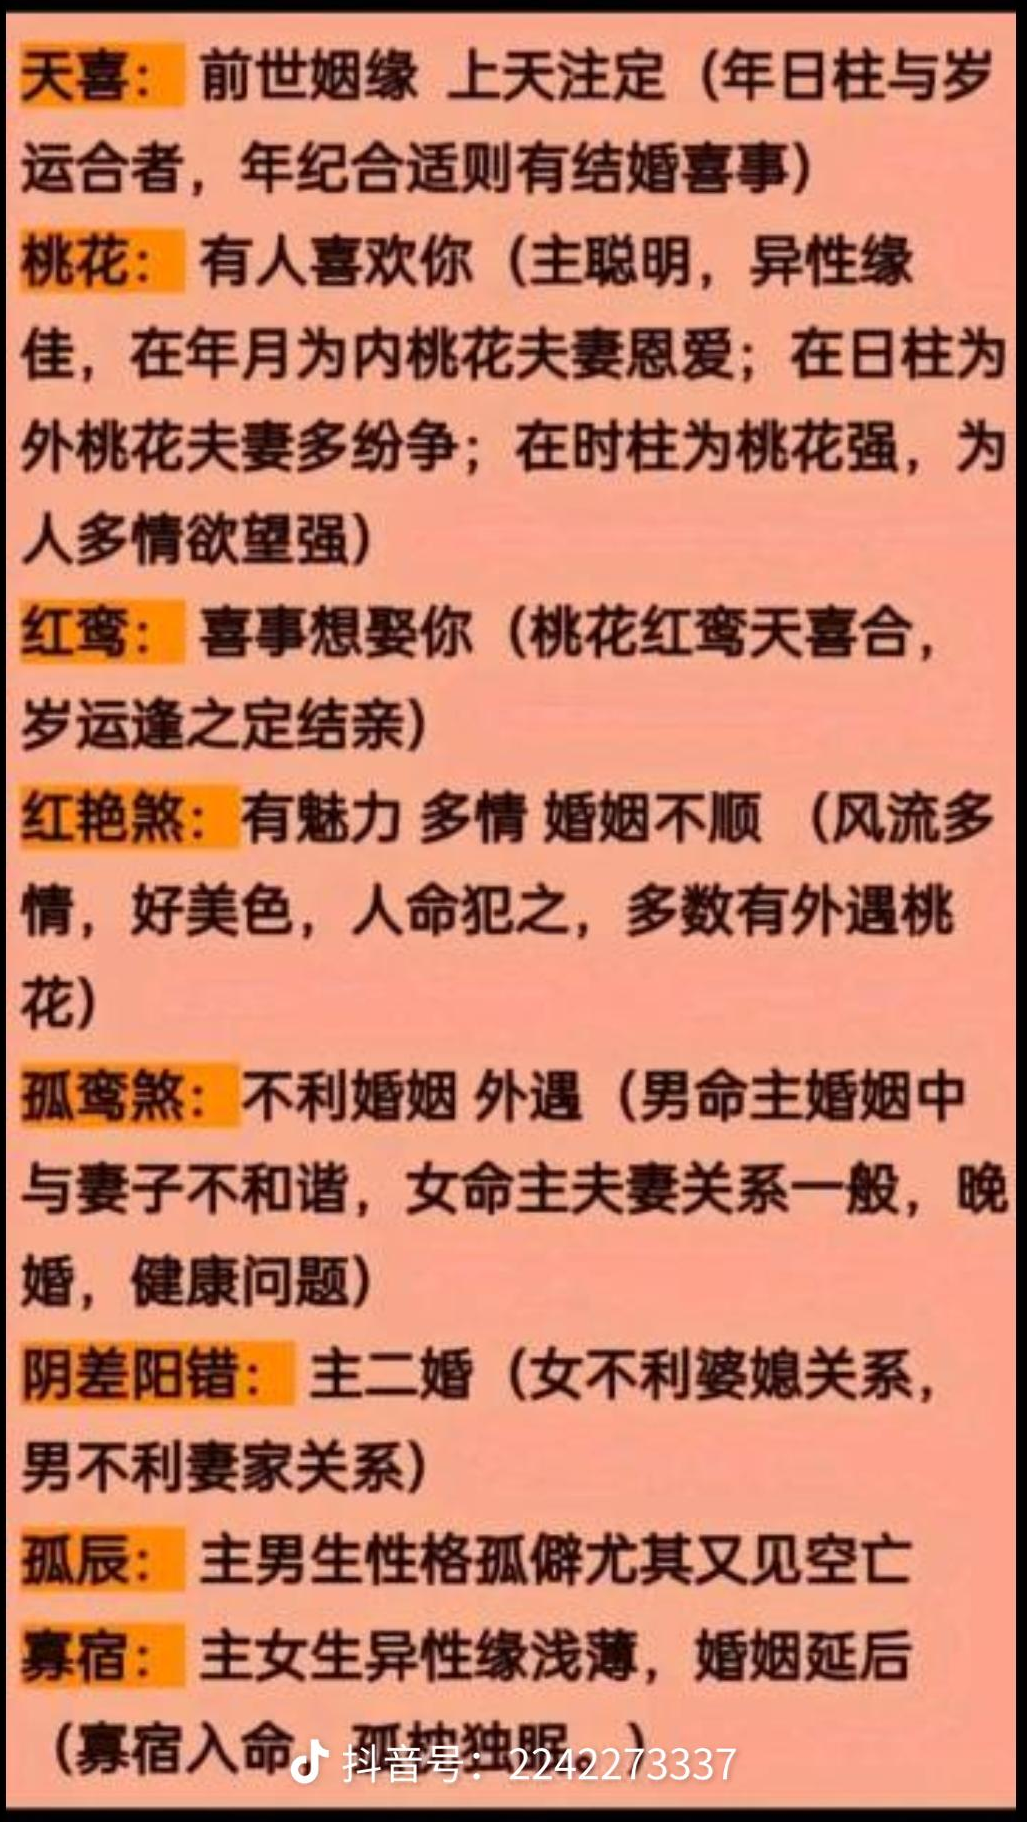 天喜： 前世姻缘 上天注定（年日柱与岁
运合者，年纪合适则有结婚喜事）
桃花： 有人喜欢你（主聪明，异性缘
佳，在年月为内桃花夫妻恩爱；在日柱为
外桃花夫妻多纷争；在时柱为桃花强，为
人多情欲望强）
红鸾： 喜事想娶你（桃花红鸾天喜合，
岁运逢之定结亲）
红艳煞：有魅力 多情 婚姻不顺 （风流多
情，好美色，人命犯之，多数有外遇桃
花）
孤鸾煞：不利婚姻 外遇（男命主婚姻中
与妻子不和谐，女命主夫妻关系一般，晚
婚，健康问题）
阴差阳错： 主二婚（女不利婆媳关系，
男不利妻家关系）
孤辰： 主男生性格孤僻尤其又见空亡
寡宿： 主女生异性缘浅薄，婚姻延后
（寡宿入命，孤独眠。）
抖音号：2242273337